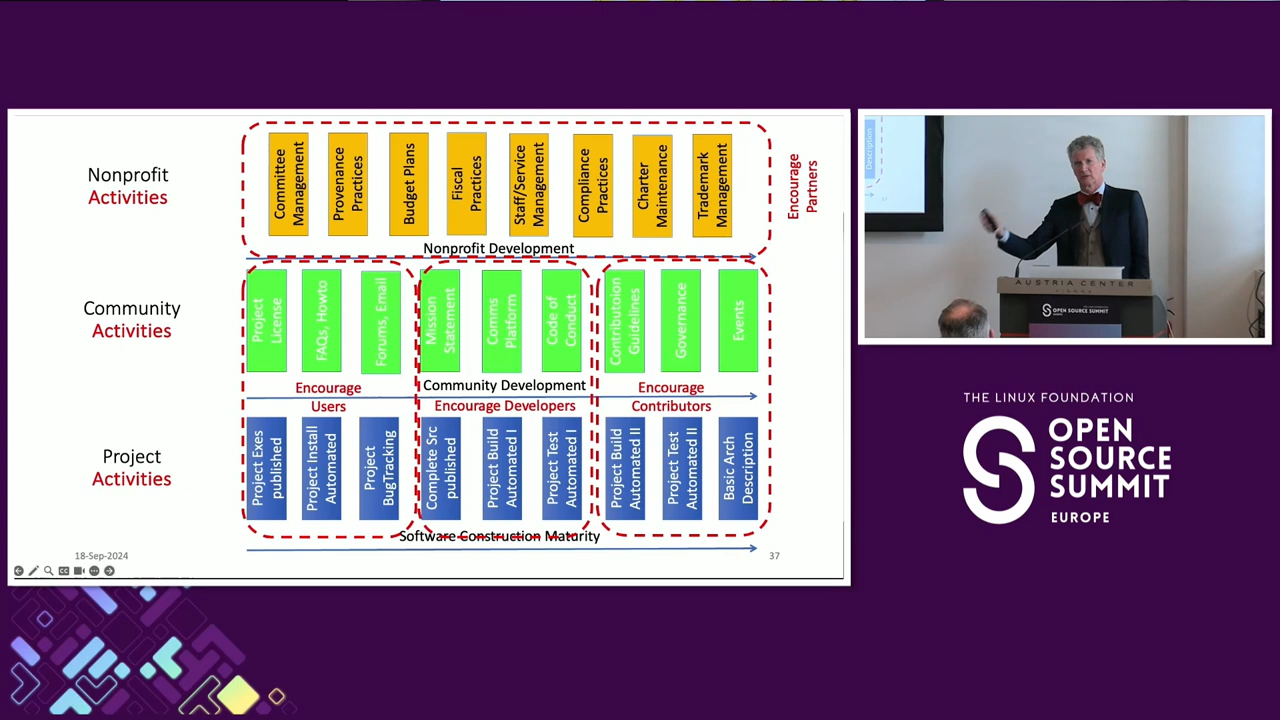 Nonprofit
Activities
Committee
Management
Provenance
Practices
Budget Plans
Fiscal
Practices
Staff/Service
Management
Compliance
Practices
Charter
Maintenance
Trademark
Management
Encourage
Partners
Nonprofit Development
Community
Activities
Project
License
FAQs, Howto
Forums, Email
Mission
Statement
Comms
Platform
Code of
Conduct
Contributoion
Guidelines
Governance
Events
Encourage
Users
Community Development
Encourage Developers
Encourage
Contributors
Project
Activities
Project Exes
published
Project Install
Automated
Project
BugTracking
Complete Src
published
Project Build
Automated I
Project Test
Automated I
Project Build
Automated II
Project Test
Automated II
Basic Arch
Description
Software Construction Maturity
18-Sep-2024
37
Description
AUSTRIA CENTER
OPEN SOURCE SUMMIT
THE LINUX FOUNDATION
OPEN
SOURCE
SUMMIT
EUROPE